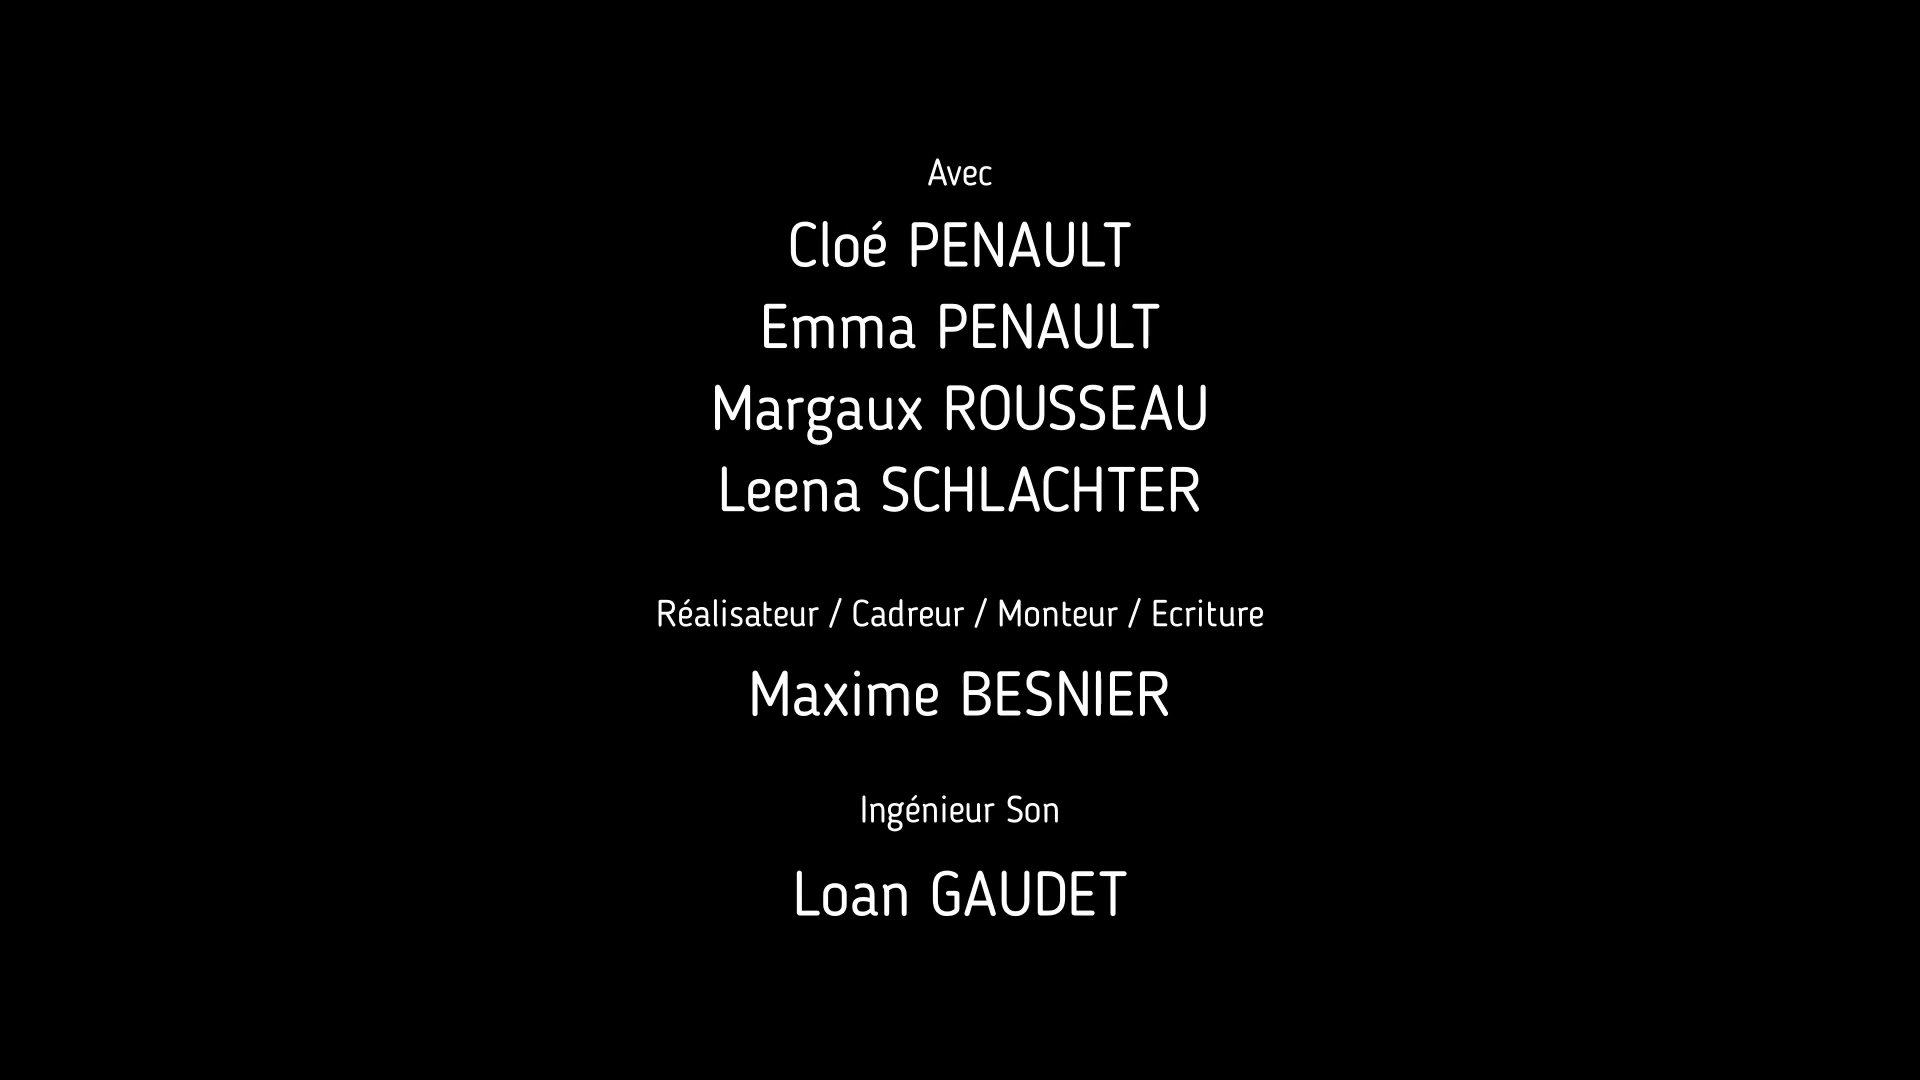 Avec
Cloé PENAULT
Emma PENAULT
Margaux ROUSSEAU
Leena SCHLACHTER
Réalisateur / Cadreur / Monteur / Ecriture
Maxime BESNIER
Ingénieur Son
Loan GAUDET